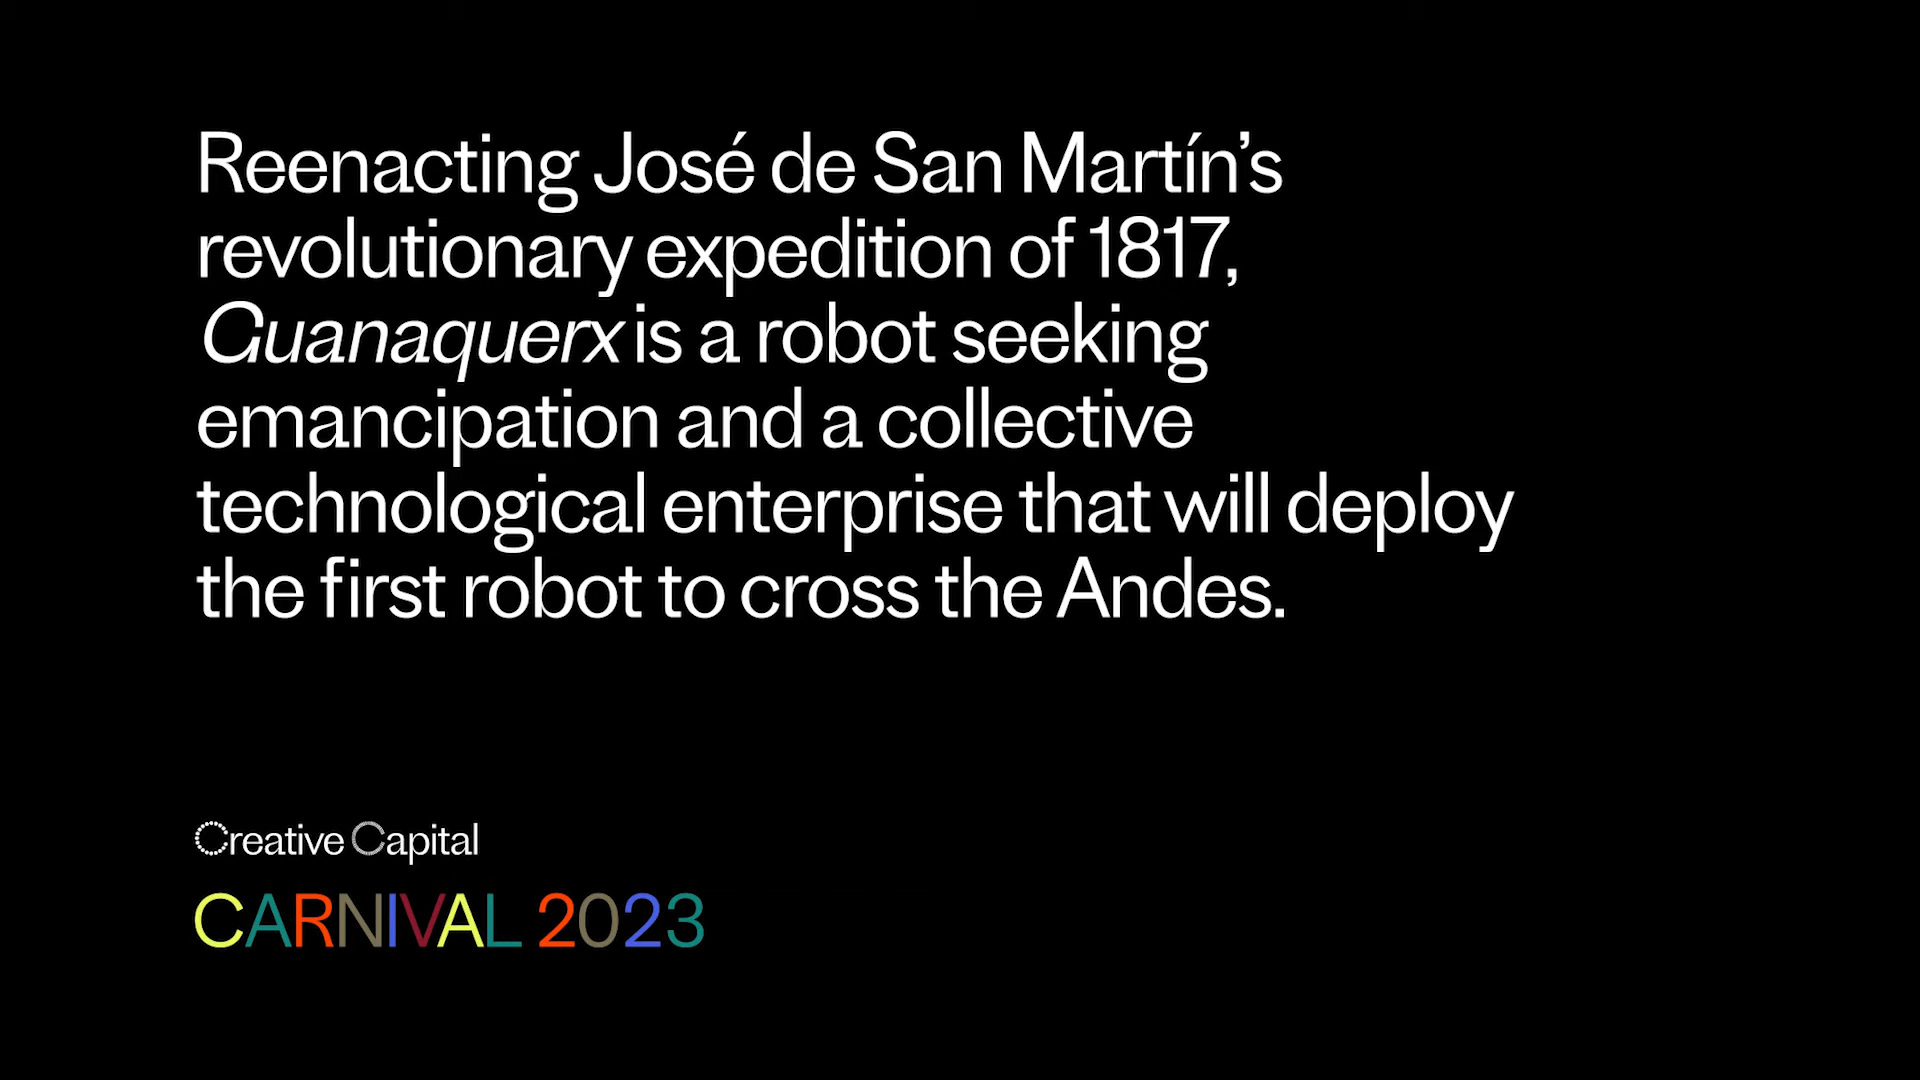 Reenacting José de San Martín’s
revolutionary expedition of 1817,
Guanaquerx is a robot seeking
emancipation and a collective
technological enterprise that will deploy
the first robot to cross the Andes.
Creative Capital
CARNIVAL 2023